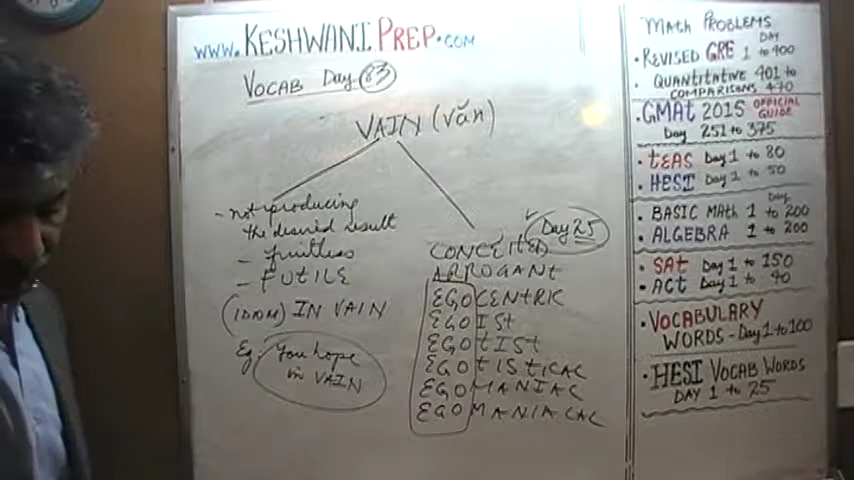 www.KESHWANIPREP.COM
VOCAB Day 83
VAIN (văn)
- not reproducing
the desired result
- fruitless
- FUTILE
(IDIOM) IN VAIN
Eg. You hope
in VAIN
Day 25
CONCEITED
ARROGANT
EGOCENTRIC
EGOIST
EGOTIST
EGOTISTICAL
EGOMANIAC
EGOMANIACAL
Math PROBLEMS
• REVISED GRE DAY 1 to 400
• QUANTITATIVE 401 to
COMPARISONS 470
• GMAt 2015 OFFICIAL GUIDE
Day 251 to 375
• tEAS Day 1 to 80
• HESI Day 1 to 50
Day
• BASIC MAth 1 to 200
• ALGEBRA 1 to 200
• SAt Day 1 to 150
• ACt Day 1 to 40
• VOCABULARY
WORDS - Day 1 to 100
• HESI VOCAB WORDS
DAY 1 to 25